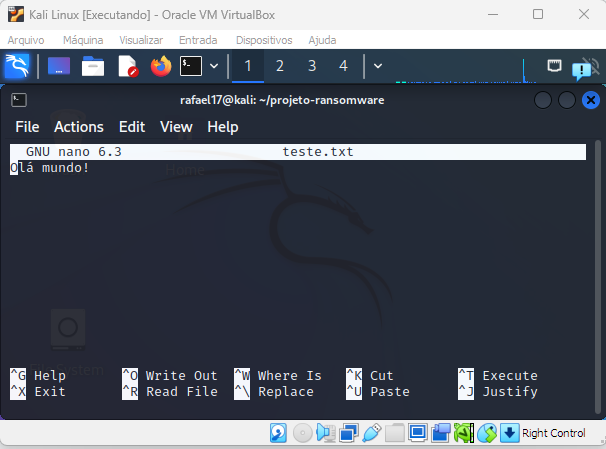 Kali Linux [Executando] - Oracle VM VirtualBox
Arquivo Máquina Visualizar Entrada Dispositivos Ajuda
1 2 3 4
rafael17@kali: ~/projeto-ransomware
File Actions Edit View Help
GNU nano 6.3 teste.txt
Olá mundo!
Home
^G Help ^O Write Out ^W Where Is ^K Cut ^T Execute
^X Exit ^R Read File ^\ Replace ^U Paste ^J Justify
Right Control